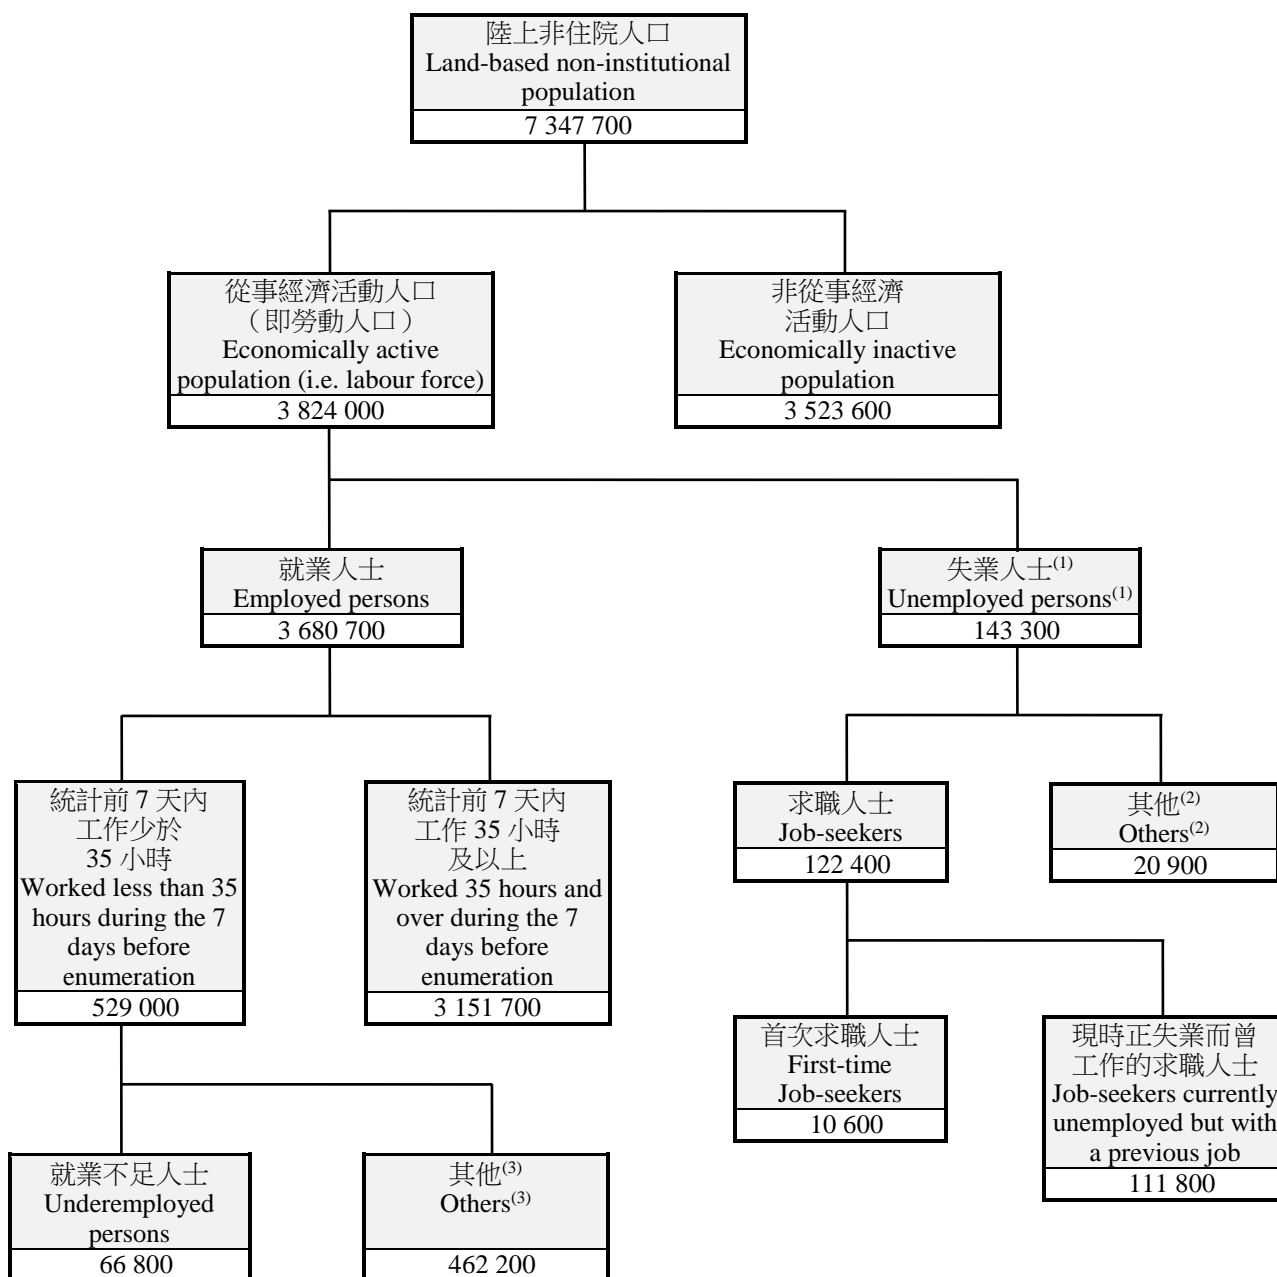 陸上非住院人口
Land-based non-institutional
population
7 347 700
從事經濟活動人口
（即勞動人口）
Economically active
population (i.e. labour force)
3 824 000
非從事經濟
活動人口
Economically inactive
population
3 523 600
就業人士
Employed persons
3 680 700
失業人士(1)
Unemployed persons(1)
143 300
統計前 7 天內
工作少於
35 小時
Worked less than 35
hours during the 7
days before
enumeration
529 000
統計前 7 天內
工作 35 小時
及以上
Worked 35 hours and
over during the 7
days before
enumeration
3 151 700
求職人士
Job-seekers
122 400
其他(2)
Others(2)
20 900
首次求職人士
First-time
Job-seekers
10 600
現時正失業而曾
工作的求職人士
Job-seekers currently
unemployed but with
a previous job
111 800
就業不足人士
Underemployed
persons
66 800
其他(3)
Others(3)
462 200